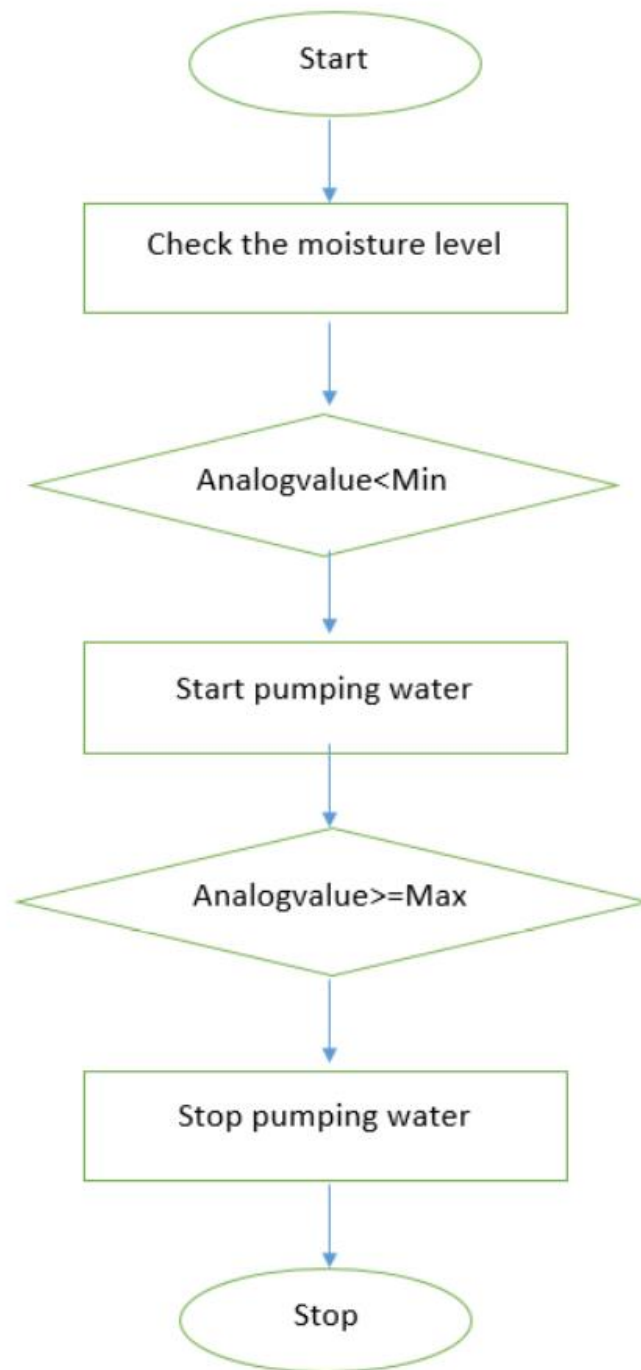 Start
Check the moisture level
Analogvalue<Min
Start pumping water
Analogvalue>=Max
Stop pumping water
Stop